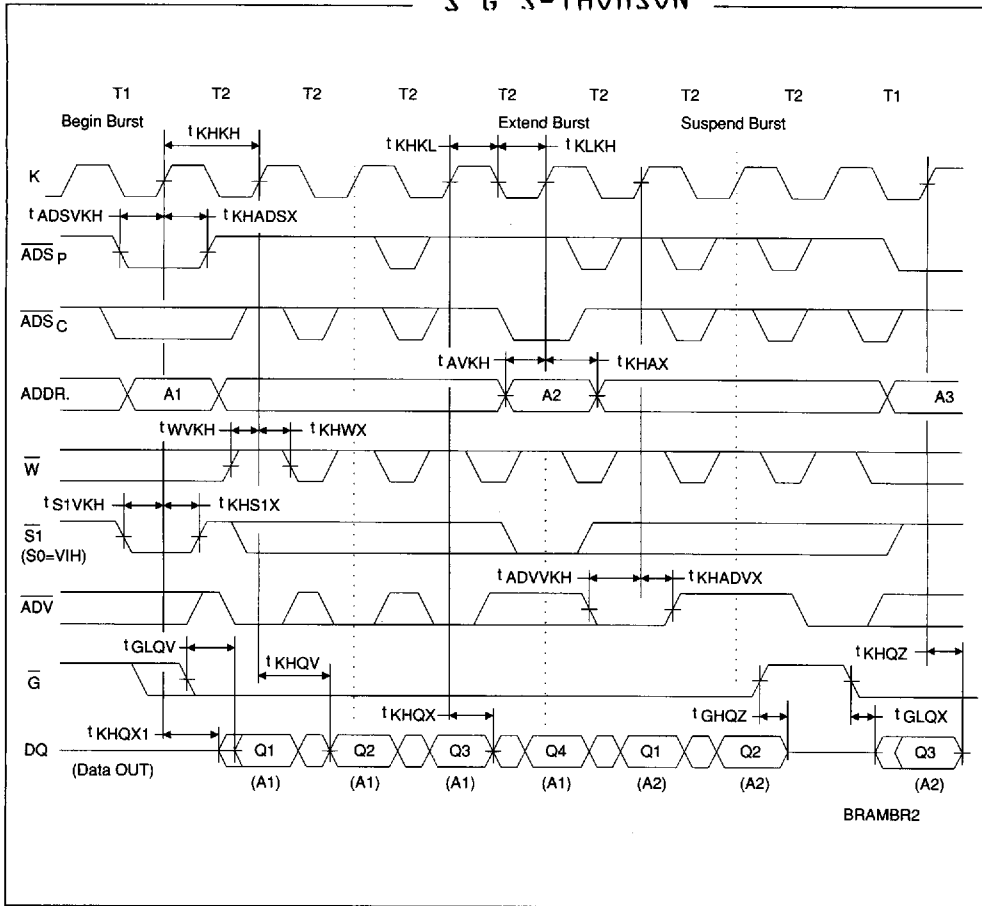 T1 T2 T2 T2 T2 T2 T2 T2 T1
Begin Burst Extend Burst Suspend Burst
t KHKH t KHKL t KLKH
K
t ADSVKH t KHADSX
ADS P
ADS C
t AVKH t KHAX
ADDR. A1 A2 A3
t WVKH t KHWX
W
t S1VKH t KHS1X
S1
(S0=VIH)
t ADVVKH t KHADVX
ADV
t GLQV t KHQV t KHQZ
G
t KHQX1 t KHQX t GHQZ t GLQX
DQ Q1 Q2 Q3 Q4 Q1 Q2 Q3
(Data OUT) (A1) (A1) (A1) (A1) (A2) (A2) (A2)
BRAMBR2